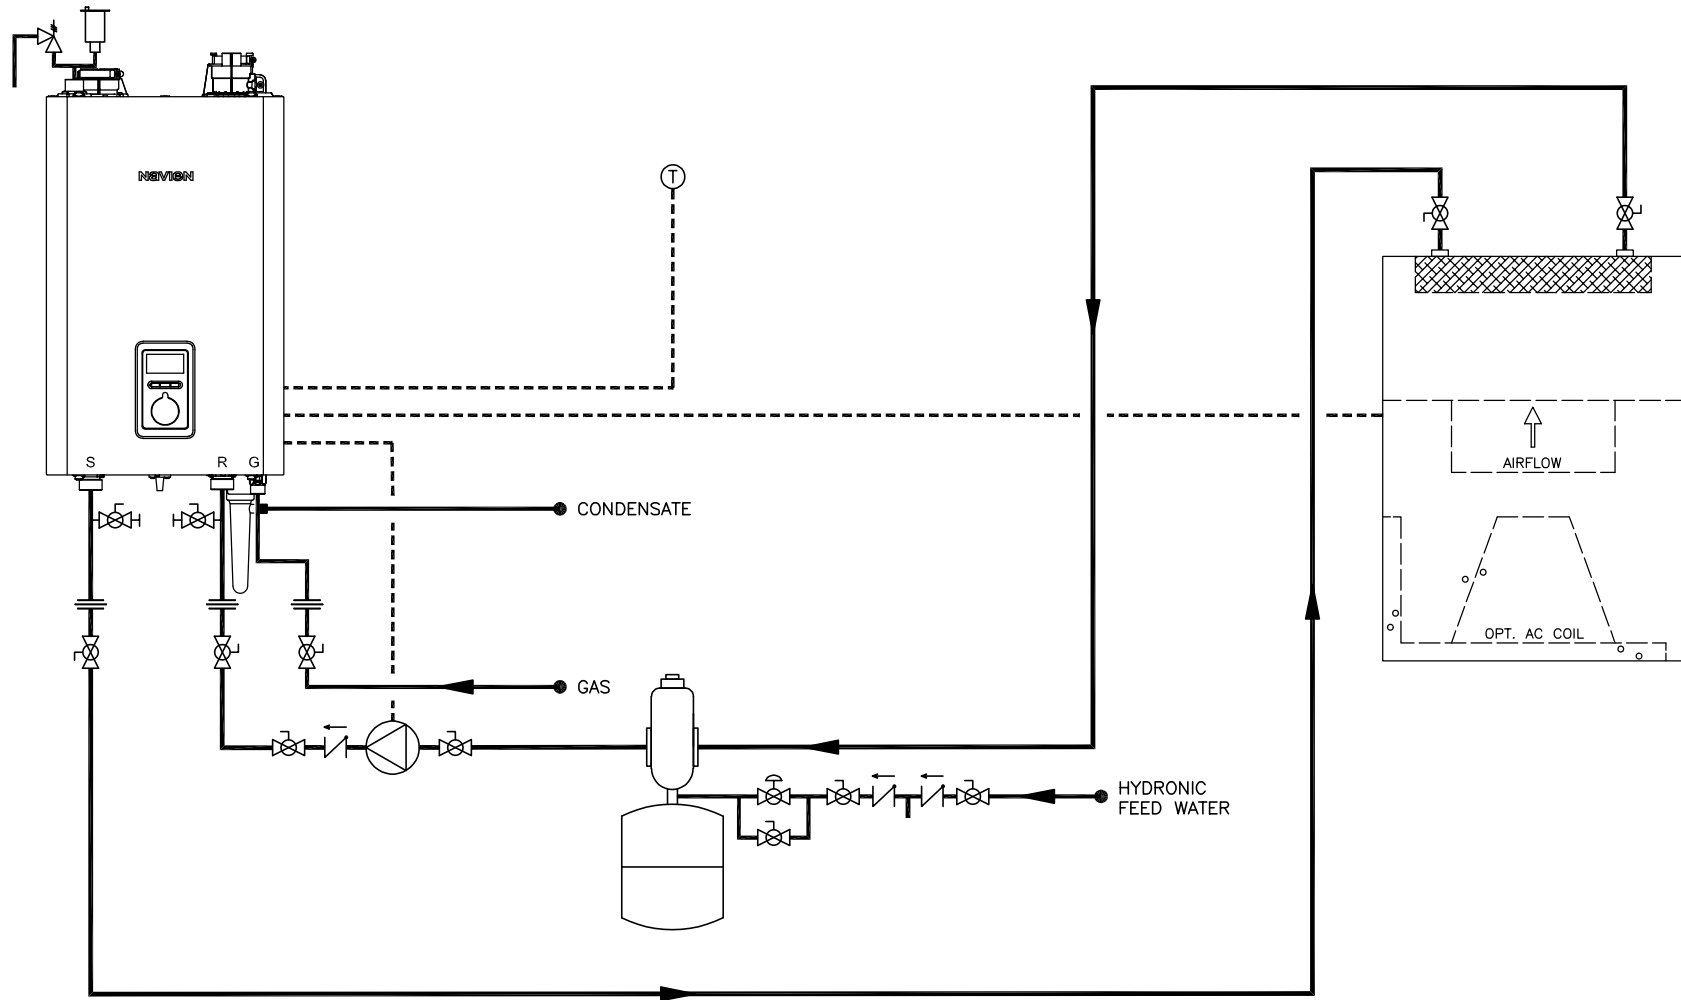 NAVIEN
T
S R G
AIRFLOW
CONDENSATE
OPT. AC COIL
GAS
HYDRONIC
FEED WATER